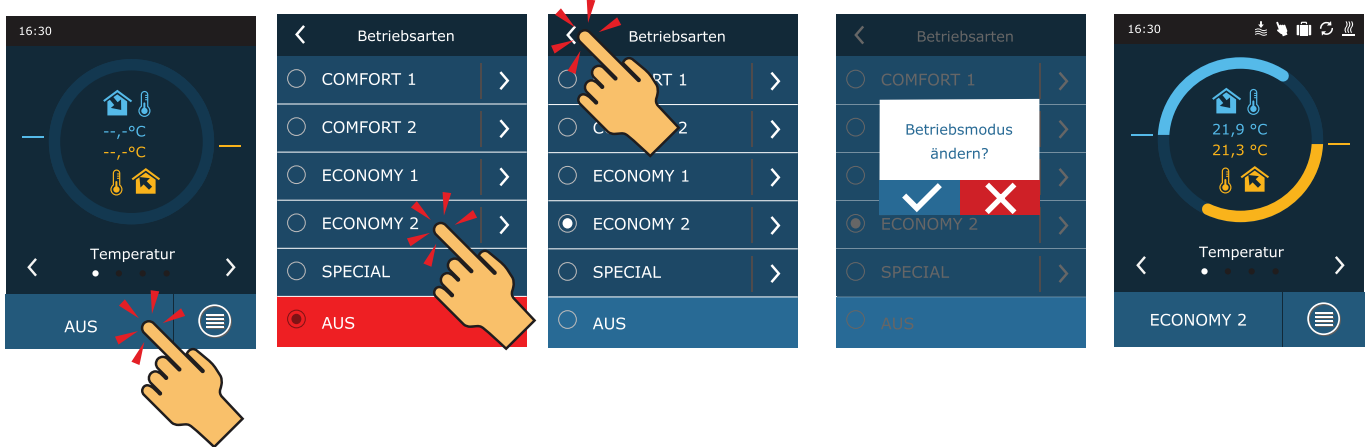 16:30
--,-°C
--,-°C
Temperatur
AUS
Betriebsarten
COMFORT 1
COMFORT 2
ECONOMY 1
ECONOMY 2
SPECIAL
AUS
Betriebsarten
RT 1
C 2
ECONOMY 1
ECONOMY 2
SPECIAL
AUS
Betriebsarten
COMFORT 1
Betriebsmodus
ändern?
ECONOMY 2
SPECIAL
AUS
16:30
21,9 °C
21,3 °C
Temperatur
ECONOMY 2